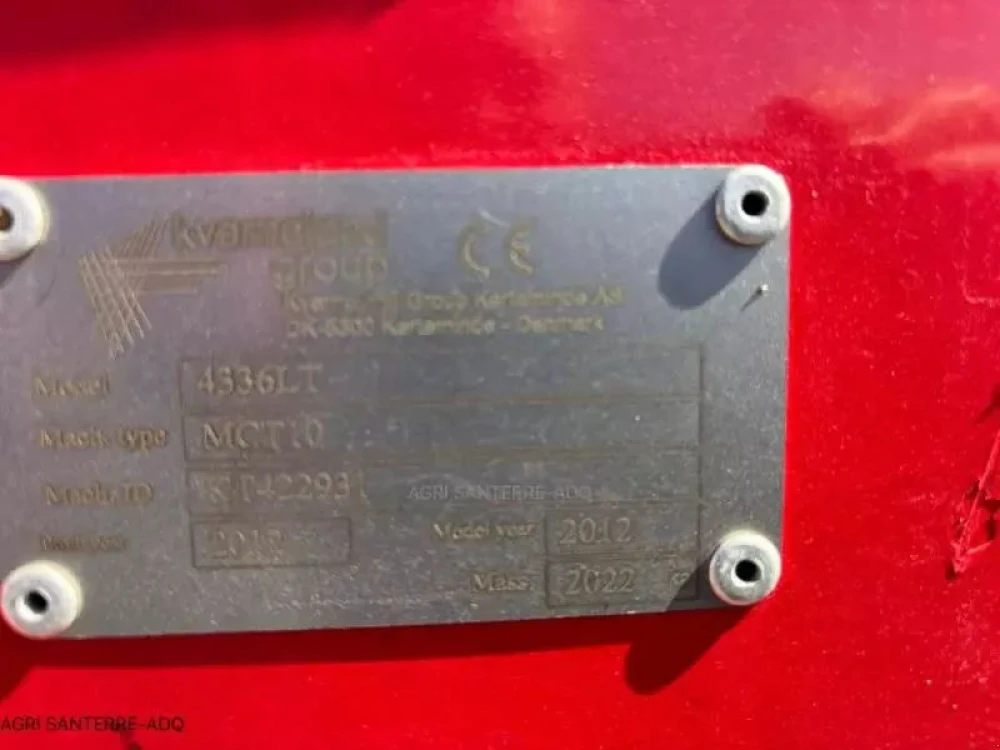 kverneland
group
CE
Kverneland Group Kerteminde AS
DK-5300 Kerteminde - Denmark
Model 4336LT
Mach. type MCT10
Mach. ID
AGRI SANTERRE-ADQ
2012 Model year 2012
Mass 2022
AGRI SANTERRE-ADQ